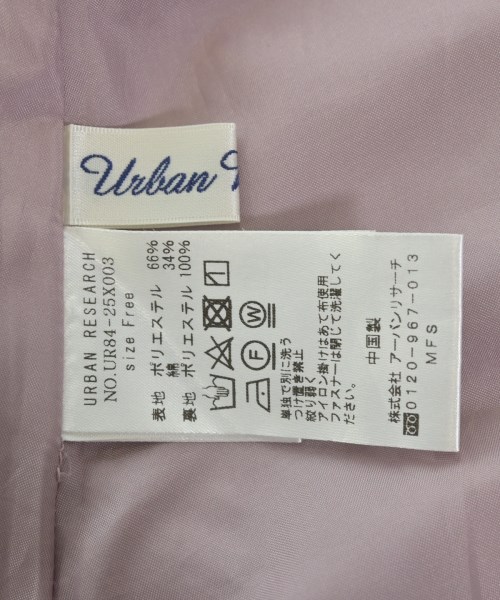 Urban
URBAN RESEARCH
NO.UR84-25X003
size Free
表地 ポリエステル 66%
綿 34%
裏地 ポリエステル 100%
F W
単独で別に洗う
つけ置き禁止
絞り弱く
アイロン掛けはあて布使用
ファスナーは閉じて洗濯してく
ださい。
中国製
株式会社 アーバンリサーチ
0120-967-013
MFS